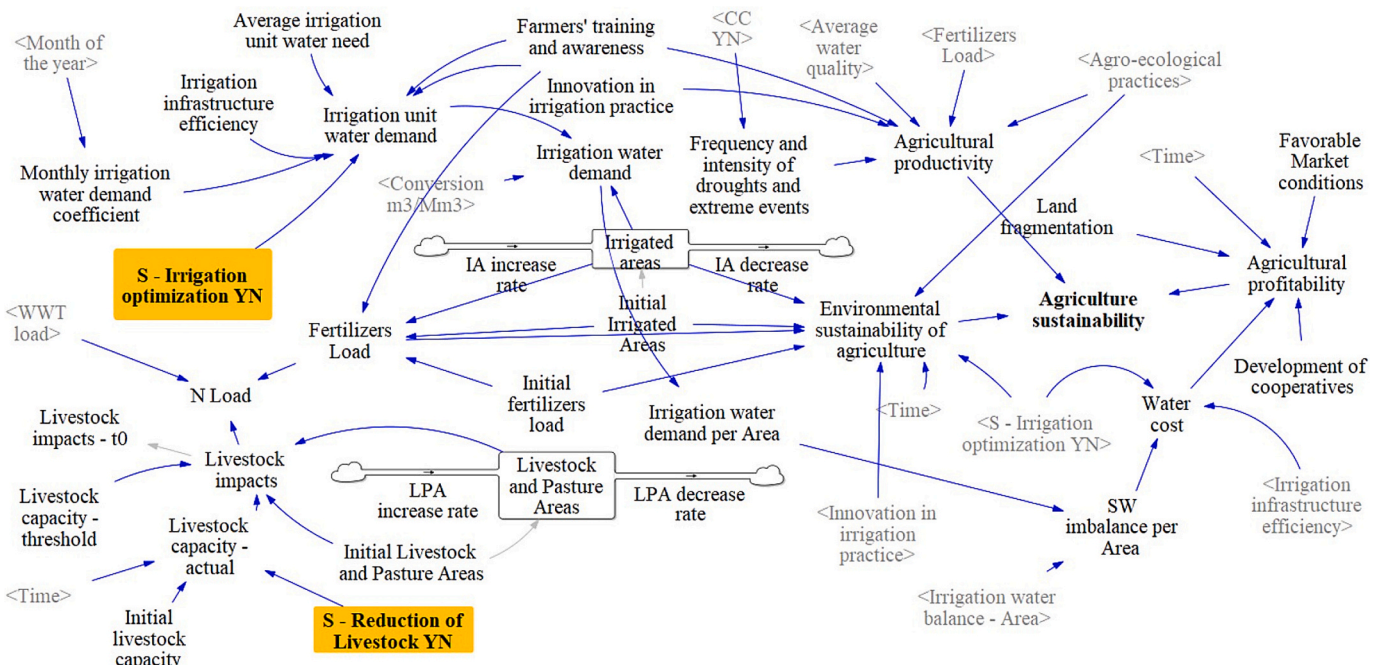 <Month of
the year>
Average irrigation
unit water need
Farmers' training
and awareness
<CC
YN>
<Average
water
quality>
<Fertilizers
Load>
<Agro-ecological
practices>
Irrigation
infrastructure
efficiency
Irrigation unit
water demand
Innovation in
irrigation practice
Irrigation water
demand
Frequency and
intensity of
droughts and
extreme events
Agricultural
productivity
<Time>
Favorable
Market
conditions
Monthly irrigation
water demand
coefficient
<Conversion
m3/Mm3>
Land
fragmentation
S - Irrigation
optimization YN
IA increase
rate
Irrigated
areas
IA decrease
rate
Agricultural
profitability
<WWT
load>
Fertilizers
Load
Initial
Irrigated
Areas
Environmental
sustainability of
agriculture
Agriculture
sustainability
N Load
Initial
fertilizers
load
Irrigation water
demand per Area
<Time>
<S - Irrigation
optimization YN>
Water
cost
Development of
cooperatives
Livestock
impacts - t0
Livestock
impacts
LPA
increase rate
Livestock
and Pasture
Areas
LPA decrease
rate
Livestock
capacity -
threshold
Livestock
capacity -
actual
Initial Livestock
and Pasture Areas
<Innovation in
irrigation
practice>
SW
imbalance per
Area
<Irrigation
infrastructure
efficiency>
<Time>
Initial
livestock
capacity
S - Reduction of
Livestock YN
<Irrigation water
balance - Area>